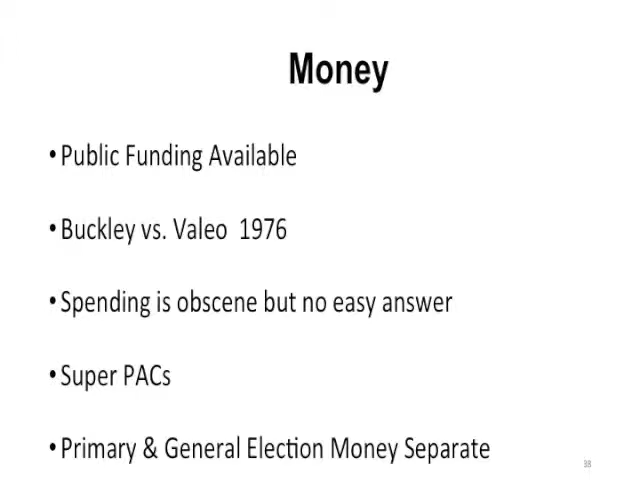 Money
• Public Funding Available
• Buckley vs. Valeo 1976
• Spending is obscene but no easy answer
• Super PACs
• Primary & General Election Money Separate
38